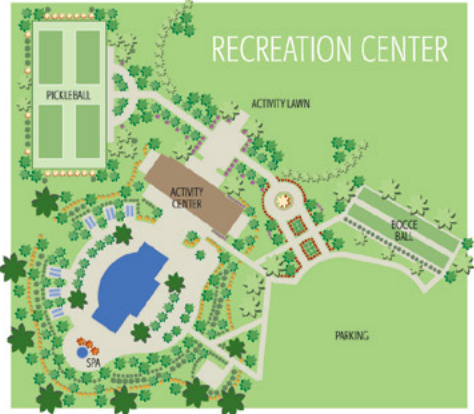 RECREATION CENTER
PICKLEBALL
ACTIVITY LAWN
ACTIVITY
CENTER
BOCCE
BALL
PARKING
SPA